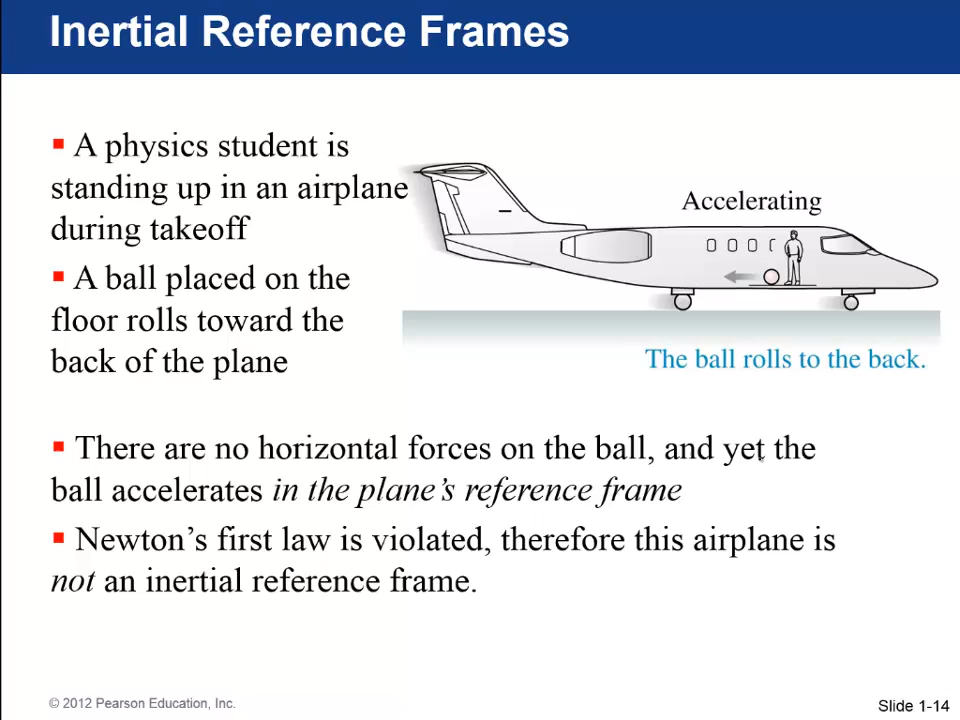 Inertial Reference Frames
▪ A physics student is
standing up in an airplane
during takeoff
▪ A ball placed on the
floor rolls toward the
back of the plane
Accelerating
The ball rolls to the back.
▪ There are no horizontal forces on the ball, and yet the
ball accelerates in the plane’s reference frame
▪ Newton’s first law is violated, therefore this airplane is
not an inertial reference frame.
© 2012 Pearson Education, Inc.
Slide 1-14